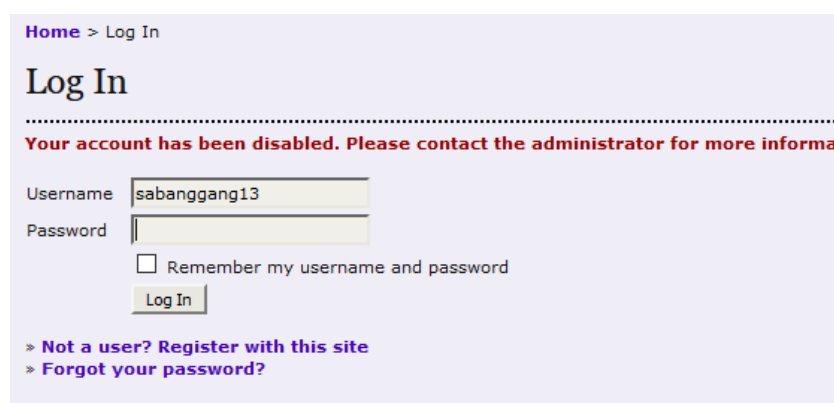 Home > Log In
Log In
Your account has been disabled. Please contact the administrator for more informa
Username sabanggang13
Password
Remember my username and password
Log In
» Not a user? Register with this site
» Forgot your password?